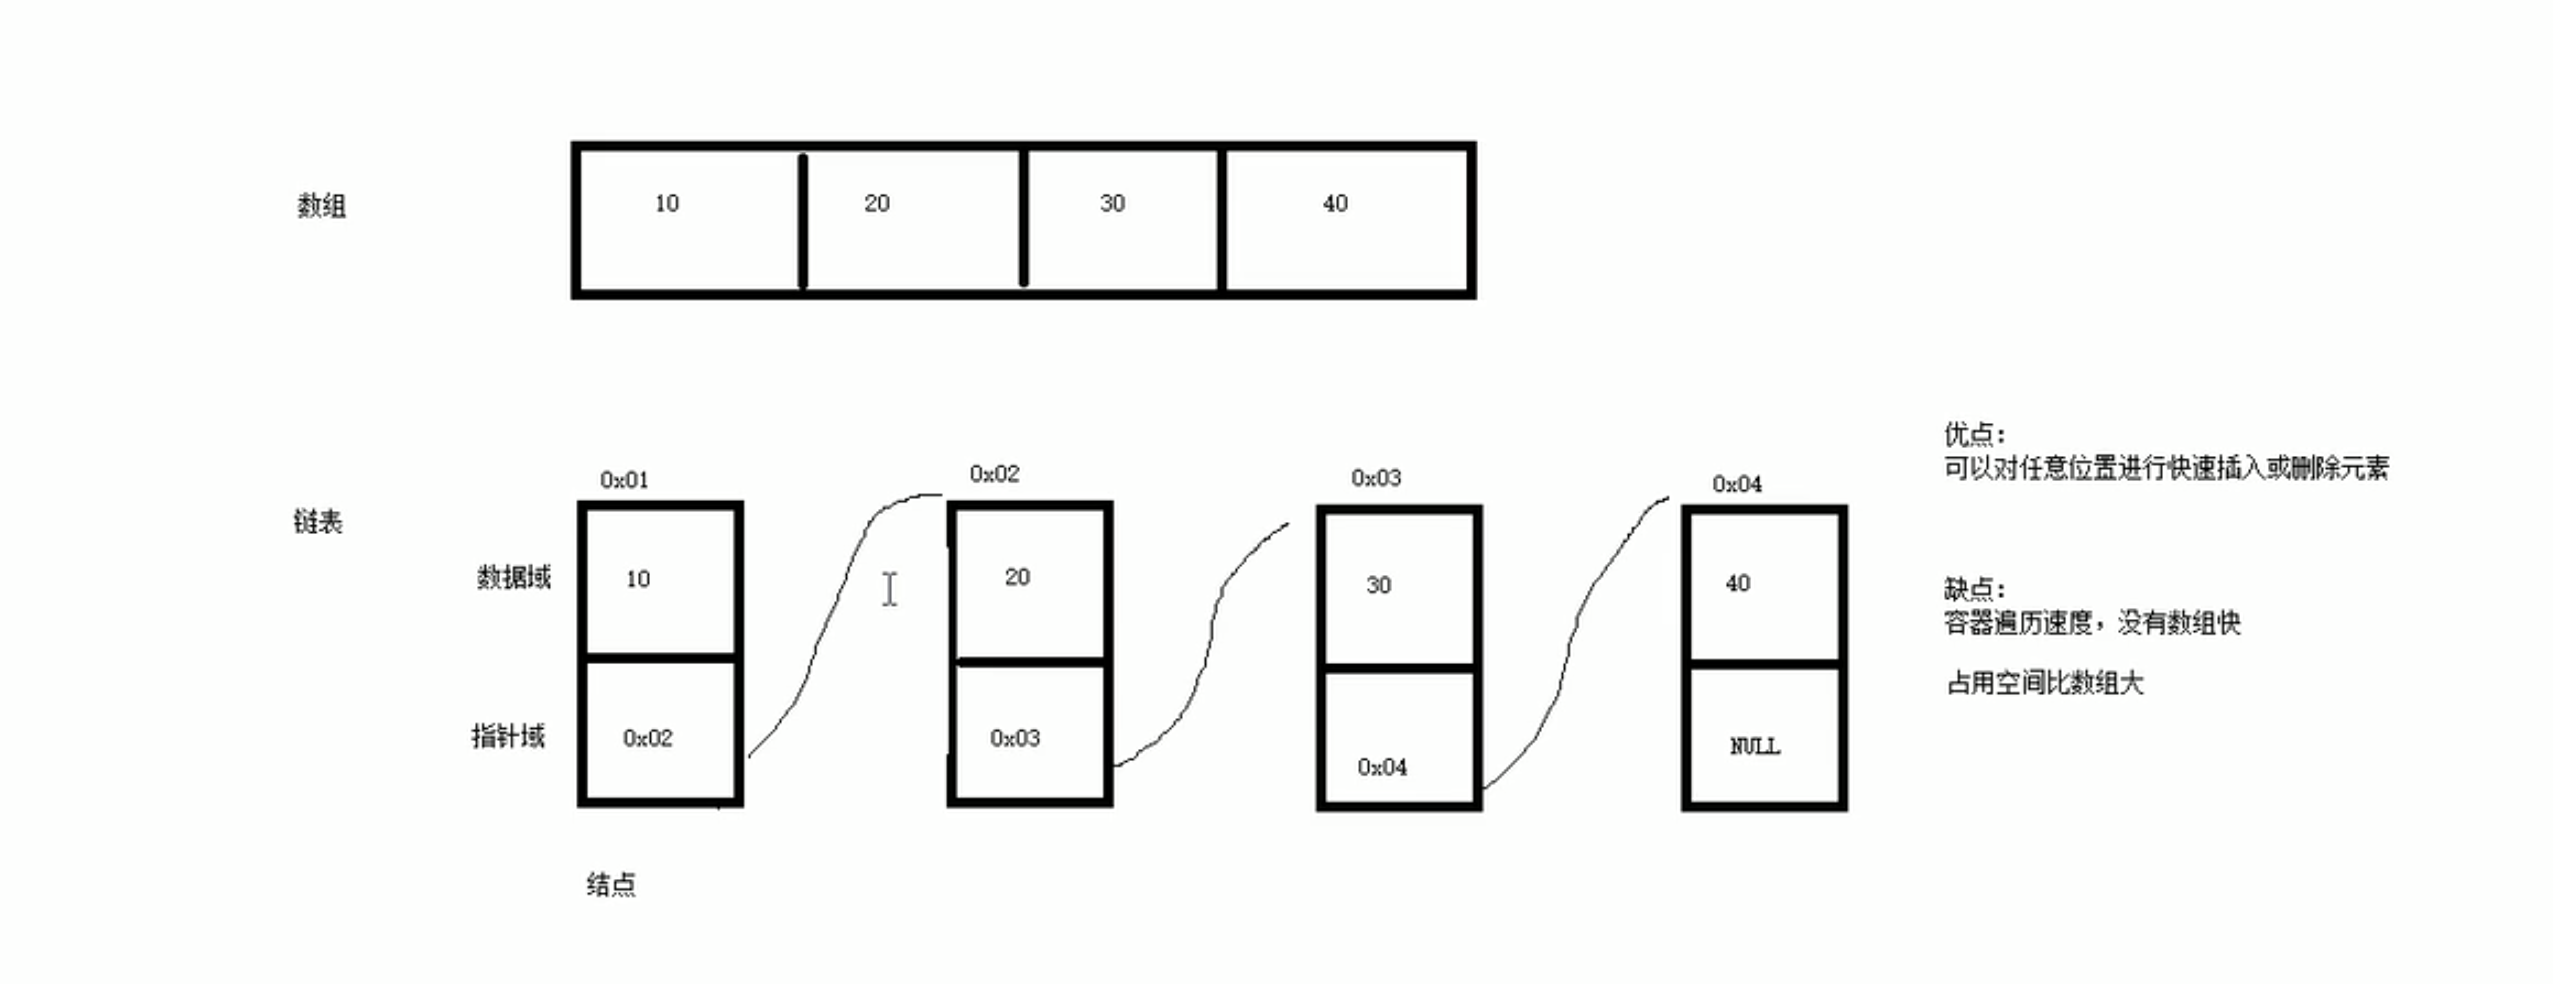 数组
10
20
30
40
链表
0x01
0x02
0x03
0x04
数据域
10
20
30
40
指针域
0x02
0x03
0x04
NULL
结点
优点：
可以对任意位置进行快速插入或删除元素
缺点：
容器遍历速度，没有数组快
占用空间比数组大